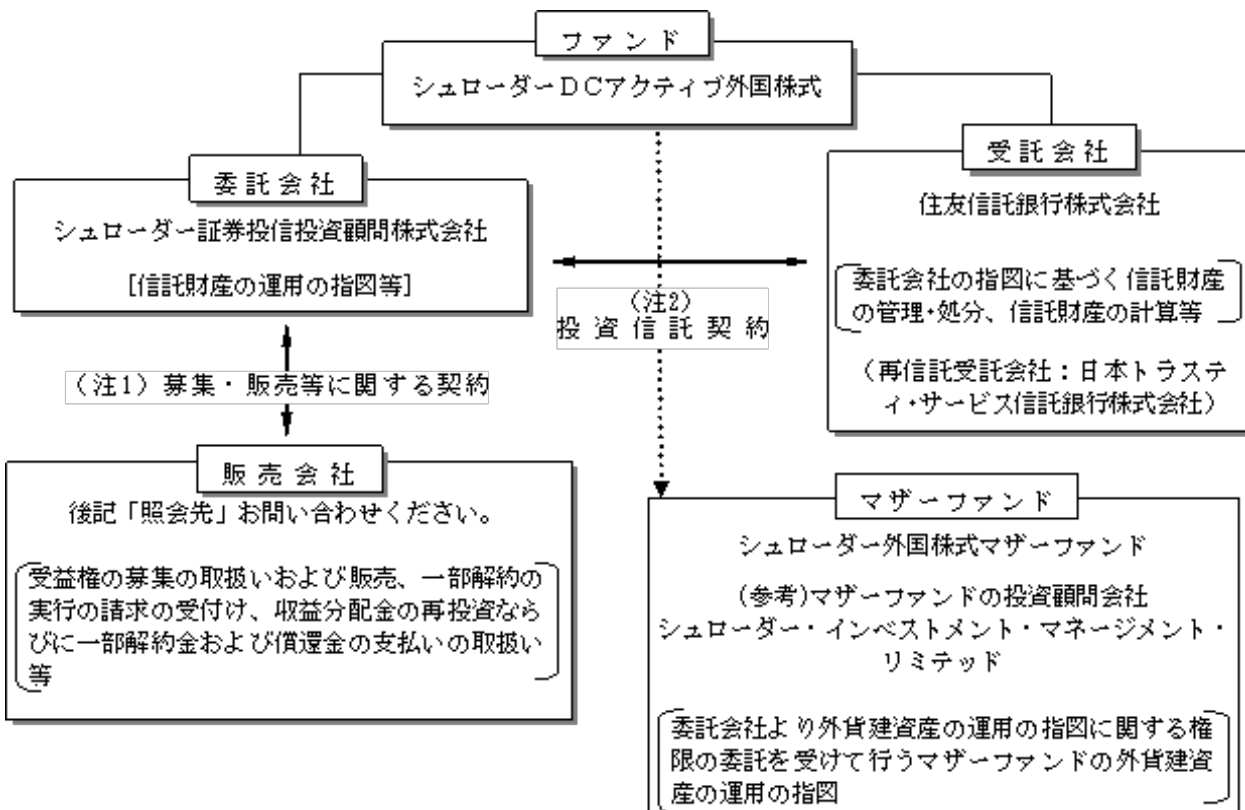 ファンド
シュローダーDCアクティブ外国株式
委託会社
シュローダー証券投信投資顧問株式会社
[信託財産の運用の指図等]
受託会社
住友信託銀行株式会社
委託会社の指図に基づく信託財産
の管理・処分、信託財産の計算等
(再信託受託会社:日本トラステ
ィ・サービス信託銀行株式会社)
(注2)
投資信託契約
(注1)募集・販売等に関する契約
販売会社
後記「照会先」お問い合わせください。
受益権の募集の取扱いおよび販売、一部解約の
実行の請求の受付け、収益分配金の再投資なら
びに一部解約金および償還金の支払いの取扱い
等
マザーファンド
シュローダー外国株式マザーファンド
(参考)マザーファンドの投資顧問会社
シュローダー・インベストメント・マネージメント・
リミテッド
委託会社より外貨建資産の運用の指図に関する権
限の委託を受けて行うマザーファンドの外貨建資
産の運用の指図